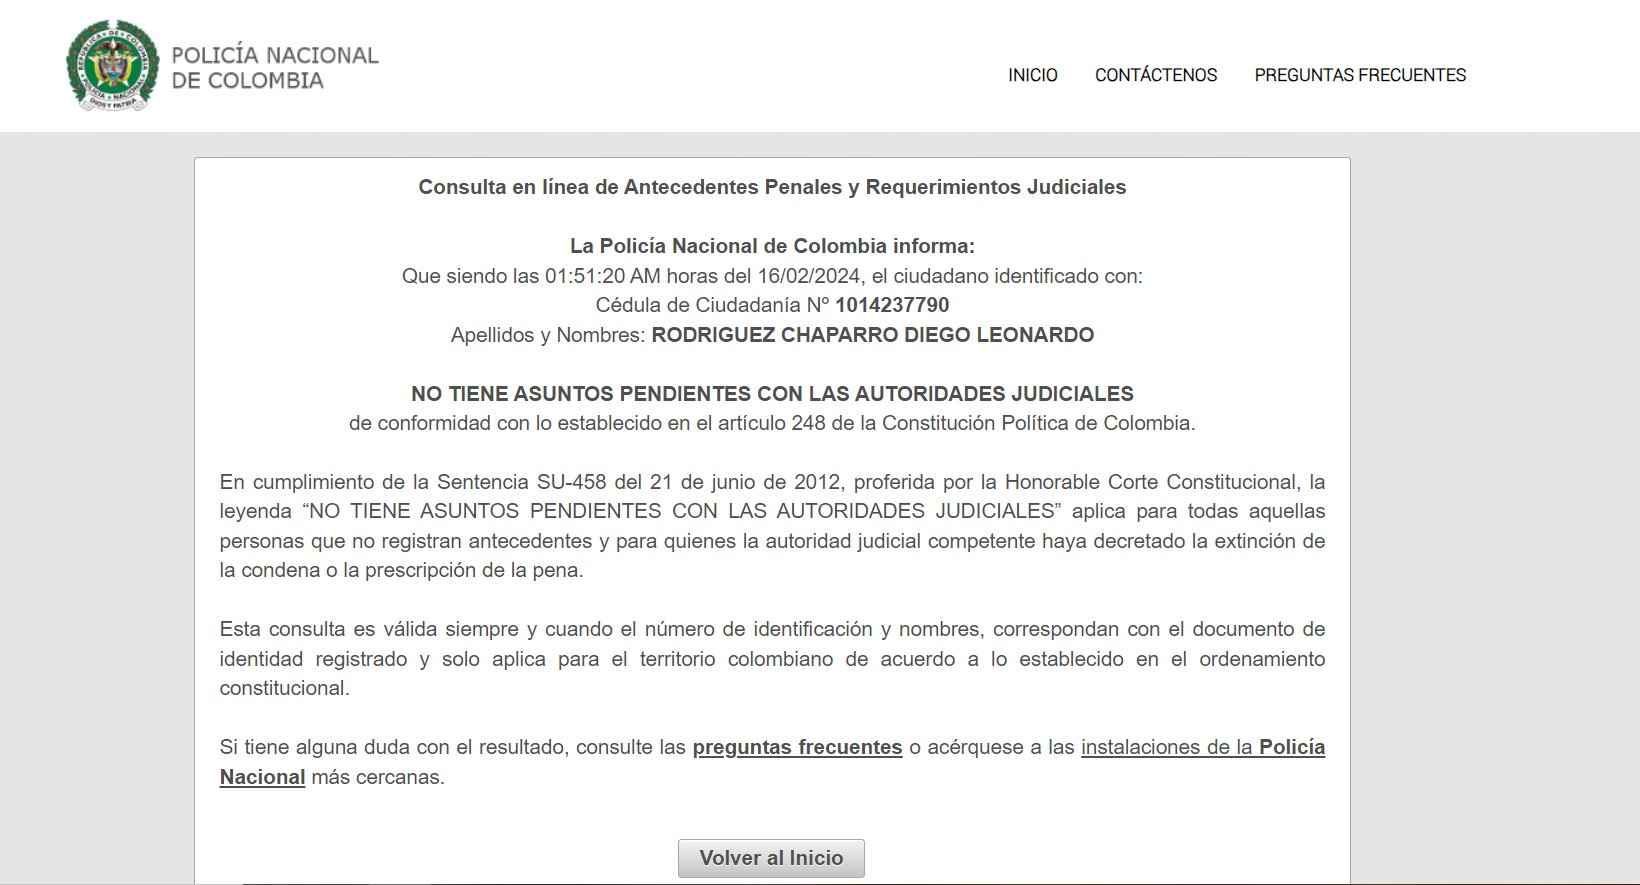 POLICÍA NACIONAL
DE COLOMBIA
INICIO CONTÁCTENOS PREGUNTAS FRECUENTES
Consulta en línea de Antecedentes Penales y Requerimientos Judiciales
La Policía Nacional de Colombia informa:
Que siendo las 01:51:20 AM horas del 16/02/2024, el ciudadano identificado con:
Cédula de Ciudadanía Nº 1014237790
Apellidos y Nombres: RODRIGUEZ CHAPARRO DIEGO LEONARDO
NO TIENE ASUNTOS PENDIENTES CON LAS AUTORIDADES JUDICIALES
de conformidad con lo establecido en el artículo 248 de la Constitución Política de Colombia.
En cumplimiento de la Sentencia SU-458 del 21 de junio de 2012, proferida por la Honorable Corte Constitucional, la
leyenda “NO TIENE ASUNTOS PENDIENTES CON LAS AUTORIDADES JUDICIALES” aplica para todas aquellas
personas que no registran antecedentes y para quienes la autoridad judicial competente haya decretado la extinción de
la condena o la prescripción de la pena.
Esta consulta es válida siempre y cuando el número de identificación y nombres, correspondan con el documento de
identidad registrado y solo aplica para el territorio colombiano de acuerdo a lo establecido en el ordenamiento
constitucional.
Si tiene alguna duda con el resultado, consulte las preguntas frecuentes o acérquese a las instalaciones de la Policía
Nacional más cercanas.
Volver al Inicio